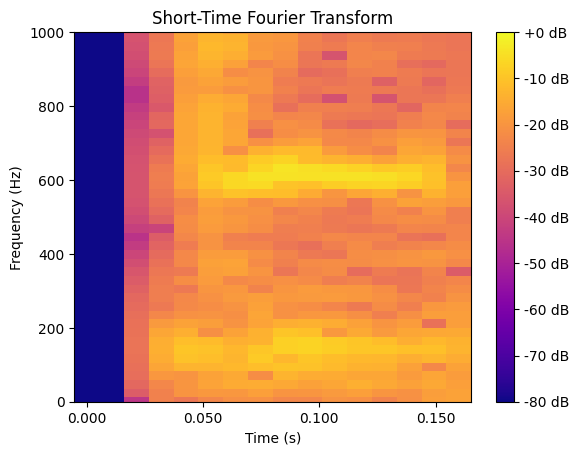 Short-Time Fourier Transform
Frequency (Hz)
1000
800
600
400
200
0
0.000
0.050
0.100
0.150
Time (s)
+0 dB
-10 dB
-20 dB
-30 dB
-40 dB
-50 dB
-60 dB
-70 dB
-80 dB